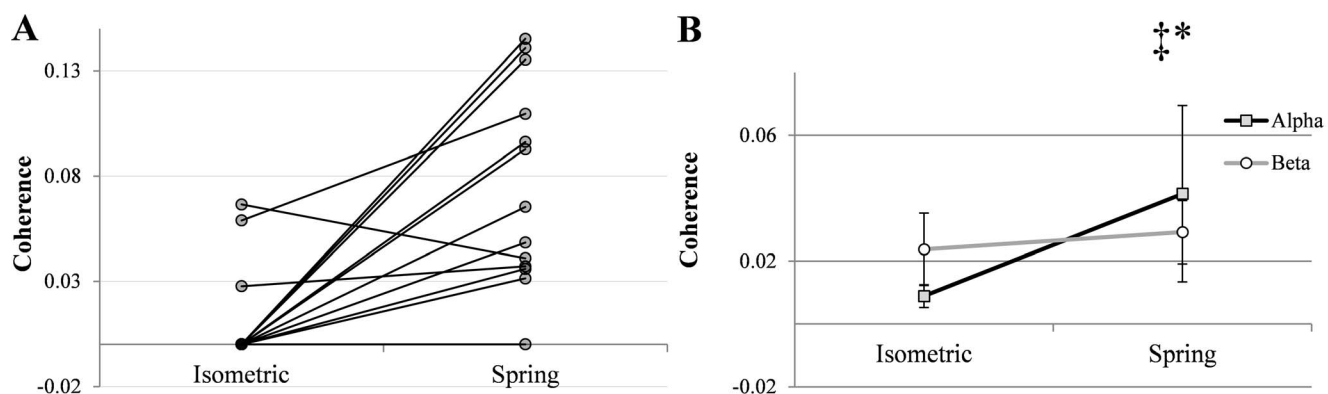 A
Coherence
0.13
0.08
0.03
-0.02
Isometric
Spring
B
‡*
‡
Coherence
0.06
0.02
-0.02
Alpha
Beta
Isometric
Spring